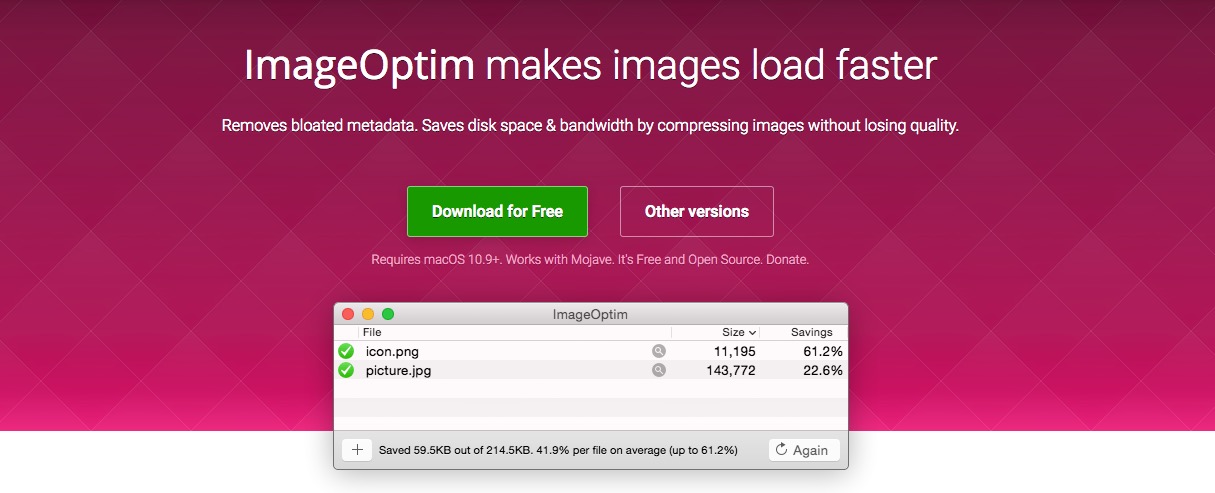 ImageOptim makes images load faster
Removes bloated metadata. Saves disk space & bandwidth by compressing images without losing quality.
Download for Free
Other versions
Requires macOS 10.9+. Works with Mojave. It's Free and Open Source. Donate.
ImageOptim
File Size Savings
icon.png 11,195 61.2%
picture.jpg 143,772 22.6%
Saved 59.5KB out of 214.5KB. 41.9% per file on average (up to 61.2%) Again